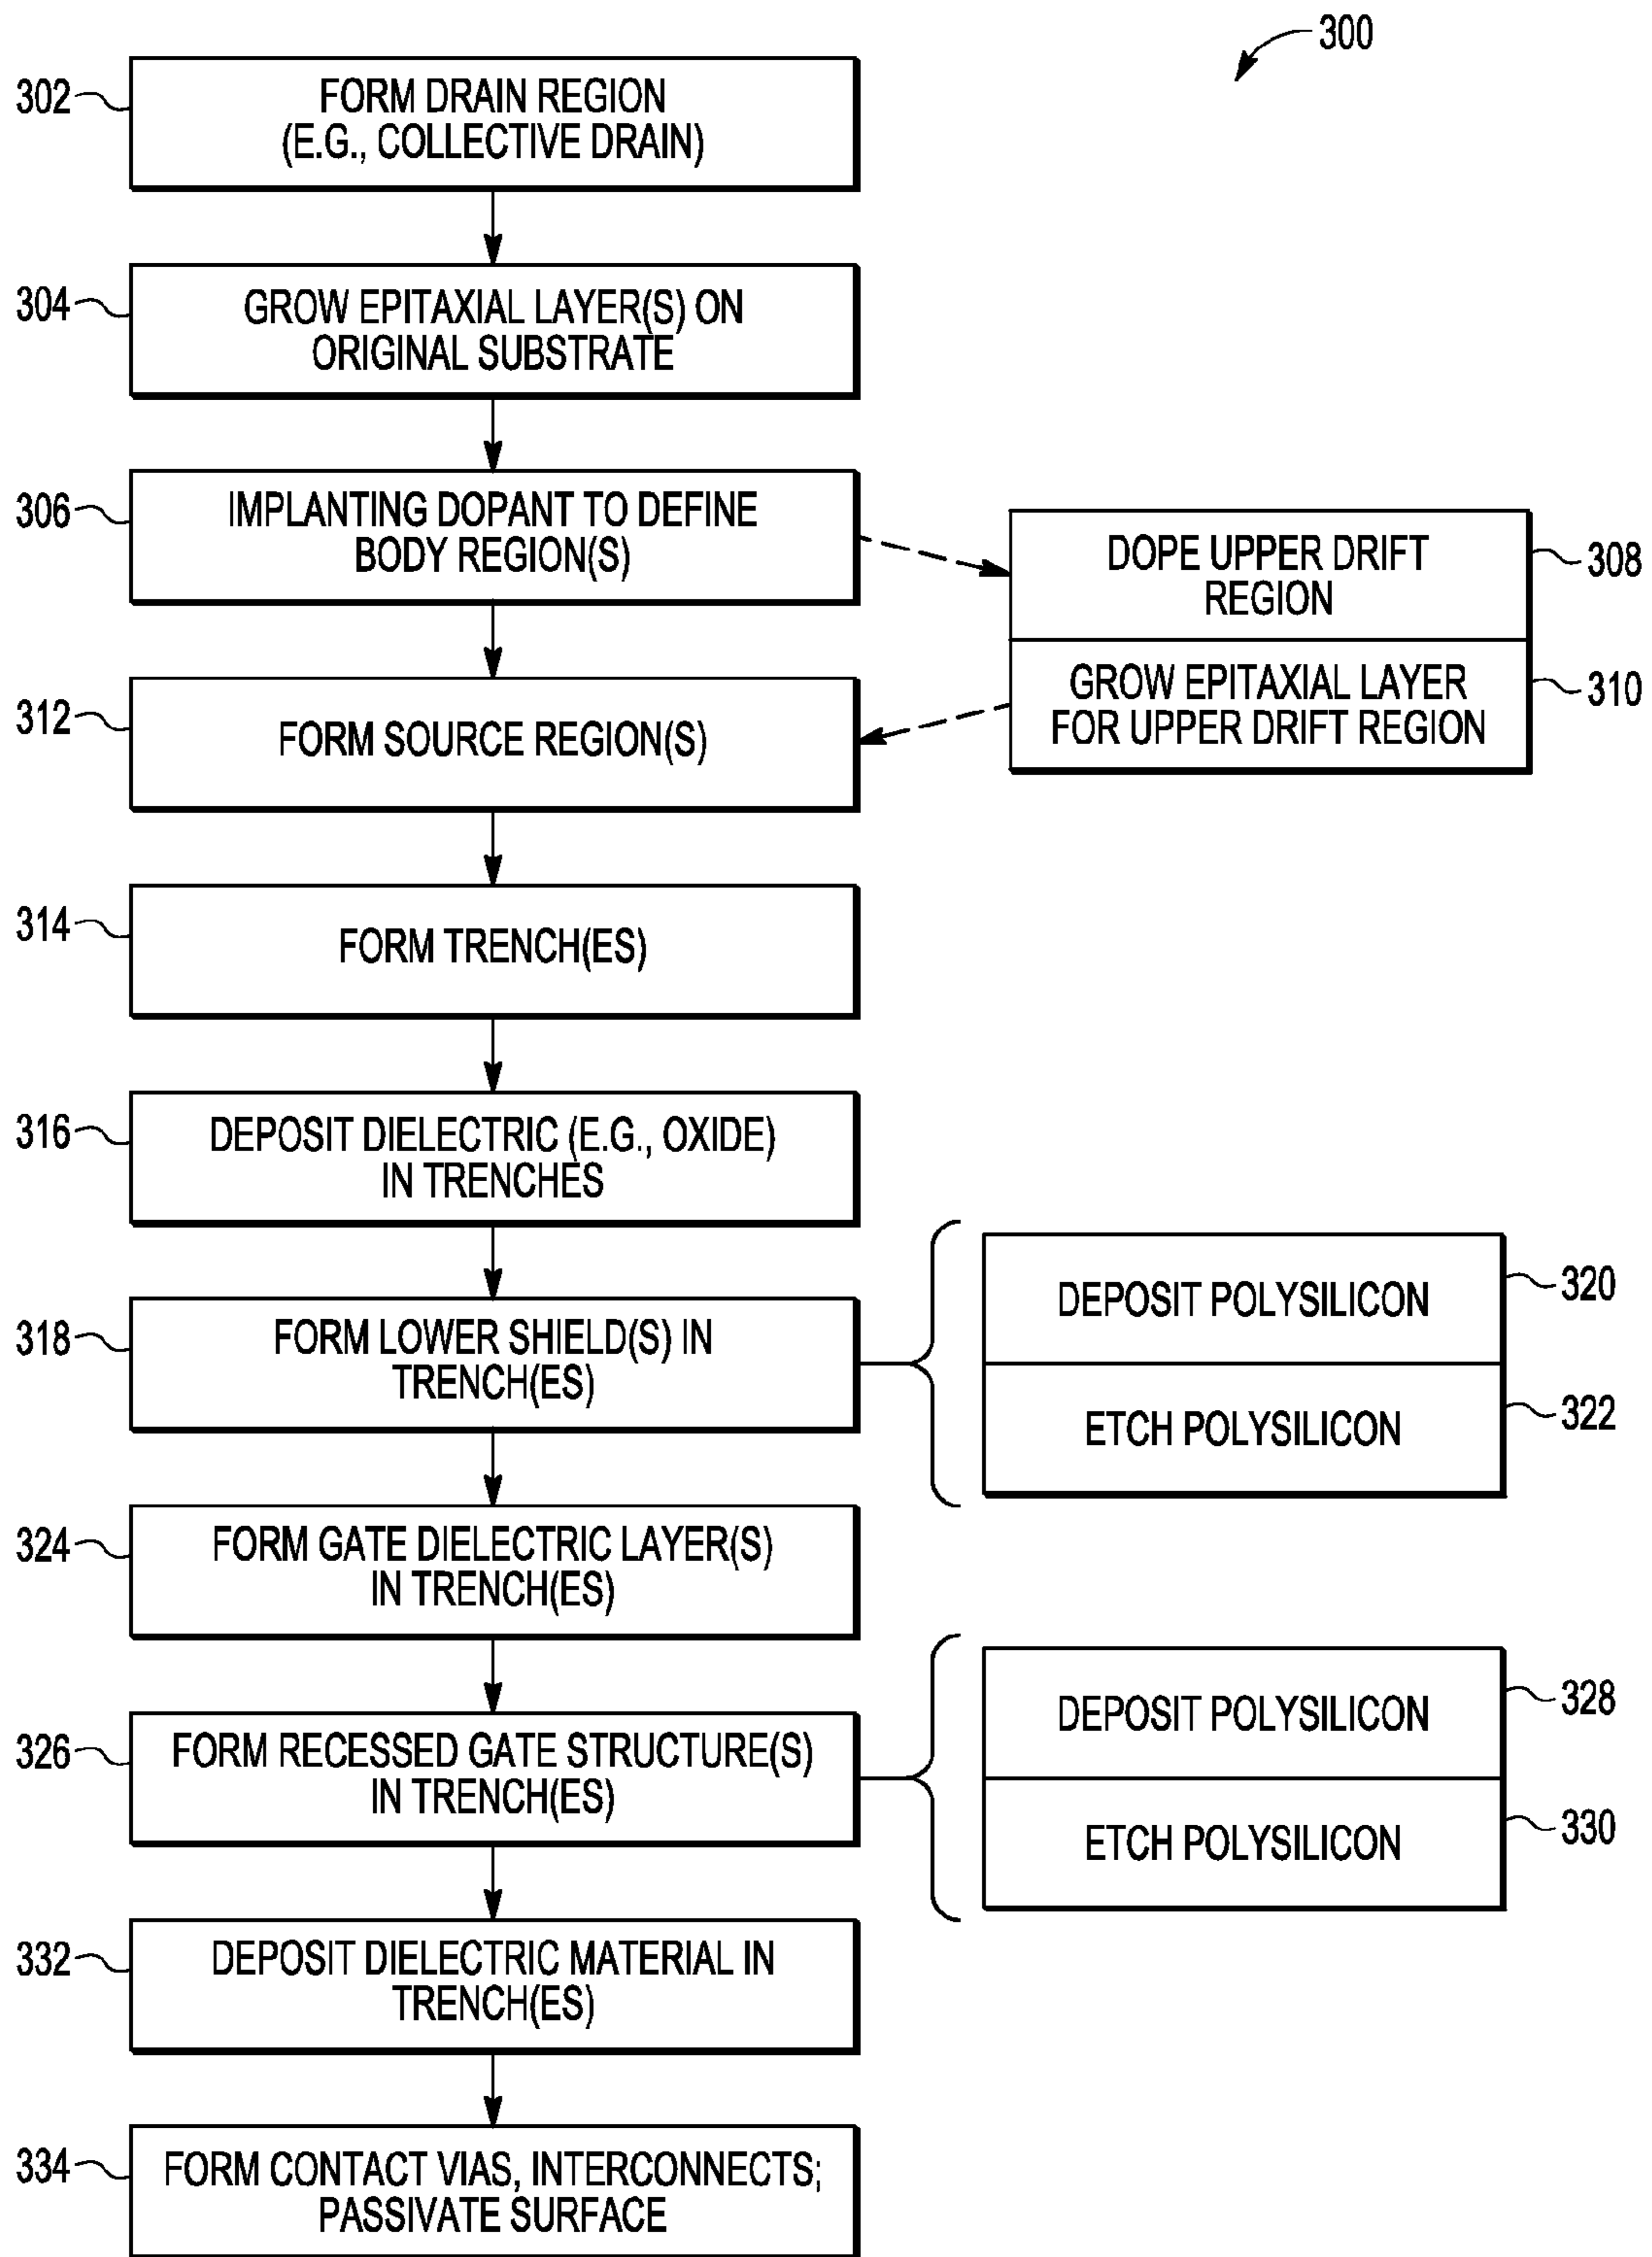 300
302
FORM DRAIN REGION
(E.G., COLLECTIVE DRAIN)
304
GROW EPITAXIAL LAYER(S) ON
ORIGINAL SUBSTRATE
306
IMPLANTING DOPANT TO DEFINE
BODY REGION(S)
DOPE UPPER DRIFT
REGION
308
GROW EPITAXIAL LAYER
FOR UPPER DRIFT REGION
310
312
FORM SOURCE REGION(S)
314
FORM TRENCH(ES)
316
DEPOSIT DIELECTRIC (E.G., OXIDE)
IN TRENCHES
318
FORM LOWER SHIELD(S) IN
TRENCH(ES)
DEPOSIT POLYSILICON
320
ETCH POLYSILICON
322
324
FORM GATE DIELECTRIC LAYER(S)
IN TRENCH(ES)
326
FORM RECESSED GATE STRUCTURE(S)
IN TRENCH(ES)
DEPOSIT POLYSILICON
328
ETCH POLYSILICON
330
332
DEPOSIT DIELECTRIC MATERIAL IN
TRENCH(ES)
334
FORM CONTACT VIAS, INTERCONNECTS;
PASSIVATE SURFACE